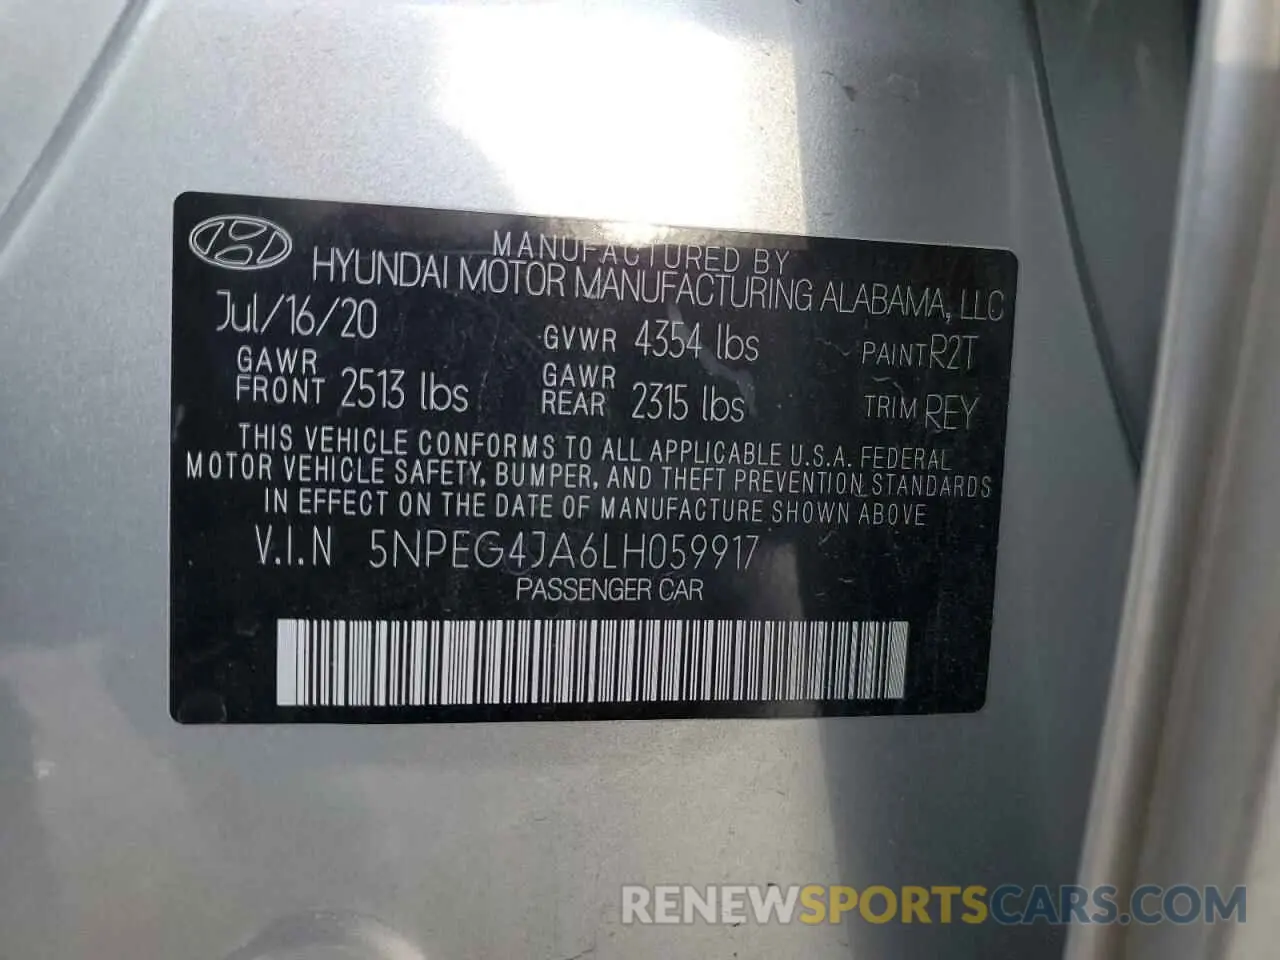 MANUFACTURED BY
HYUNDAI MOTOR MANUFACTURING ALABAMA, LLC
Jul/16/20 GVWR 4354 lbs PAINT R2T
GAWR FRONT 2513 lbs GAWR REAR 2315 lbs TRIM REY
THIS VEHICLE CONFORMS TO ALL APPLICABLE U.S.A. FEDERAL
MOTOR VEHICLE SAFETY, BUMPER, AND THEFT PREVENTION STANDARDS
IN EFFECT ON THE DATE OF MANUFACTURE SHOWN ABOVE
V.I.N 5NPEG4JA6LH059917
PASSENGER CAR
RENEWSPORTSCARS.COM